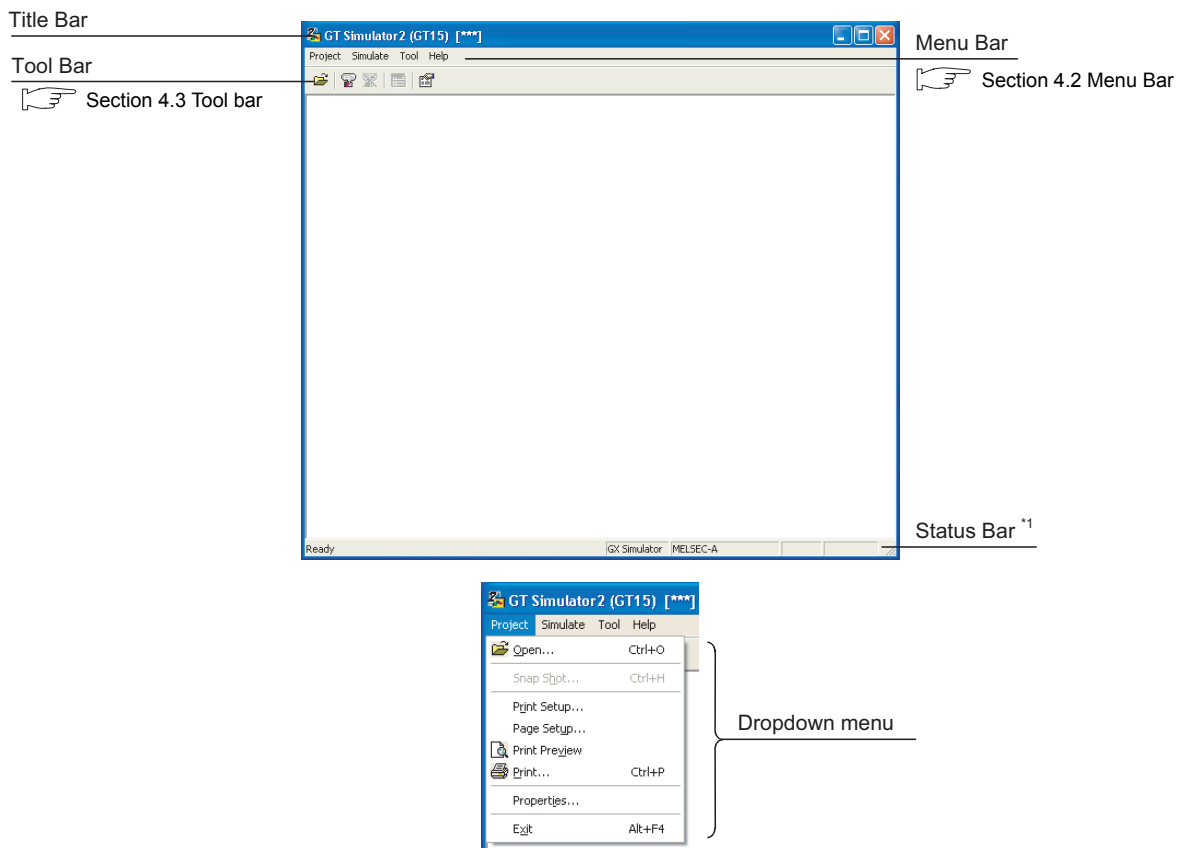 Title Bar
GT Simulator2 (GT15) [***]
Menu Bar
Project Simulate Tool Help
Tool Bar
Section 4.2 Menu Bar
Section 4.3 Tool bar
Status Bar *1
Ready GX Simulator MELSEC-A
GT Simulator2 (GT15) [***]
Project Simulate Tool Help
Open... Ctrl+O
Snap Shot... Ctrl+H
Print Setup...
Page Setup...
Print Preview
Print... Ctrl+P
Properties...
Exit Alt+F4
Dropdown menu